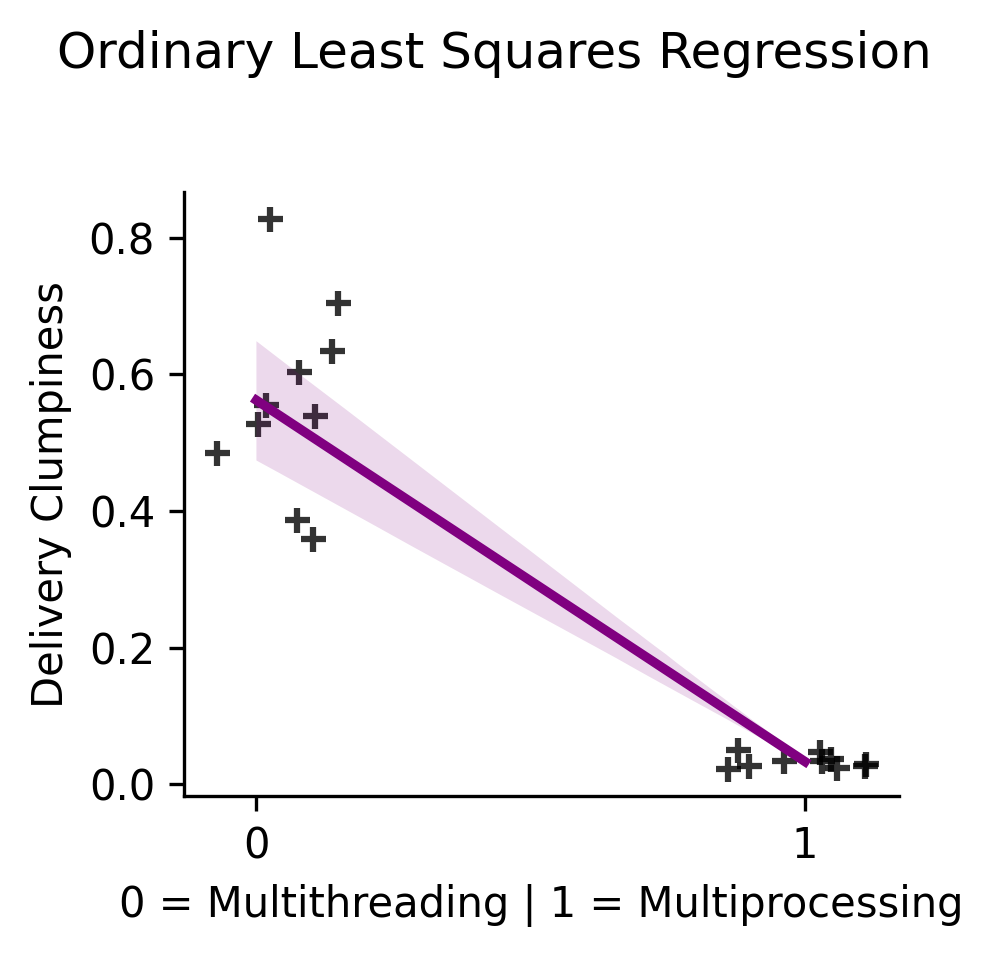 Ordinary Least Squares Regression
Delivery Clumpiness
0.8
0.6
0.4
0.2
0.0
0 1
0 = Multithreading | 1 = Multiprocessing